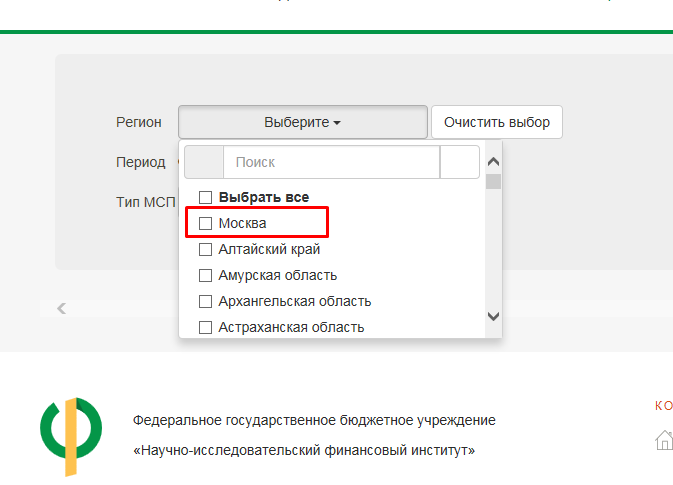 Регион
Выберите
Очистить выбор
Период
Поиск
Выбрать все
Тип МСП
Москва
Алтайский край
Амурская область
Архангельская область
Астраханская область
КО
Федеральное государственное бюджетное учреждение
«Научно-исследовательский финансовый институт»